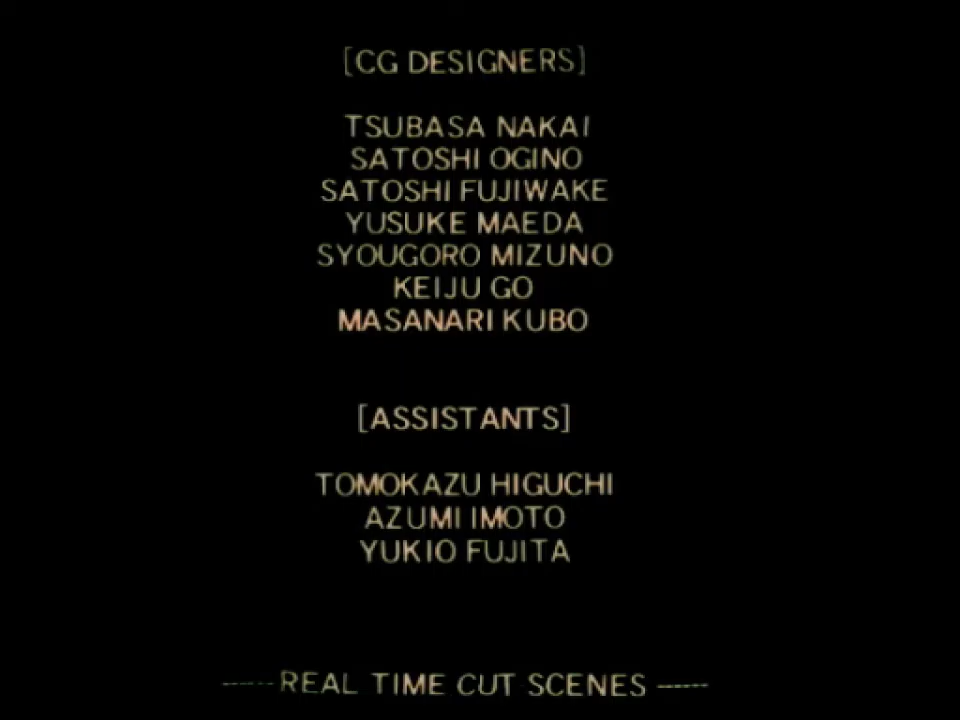 [CG DESIGNERS]
TSUBASA NAKAI
SATOSHI OGINO
SATOSHI FUJIWAKE
YUSUKE MAEDA
SYOUGORO MIZUNO
KEIJU GO
MASANARI KUBO
[ASSISTANTS]
TOMOKAZU HIGUCHI
AZUMI IMOTO
YUKIO FUJITA
------REAL TIME CUT SCENES ------